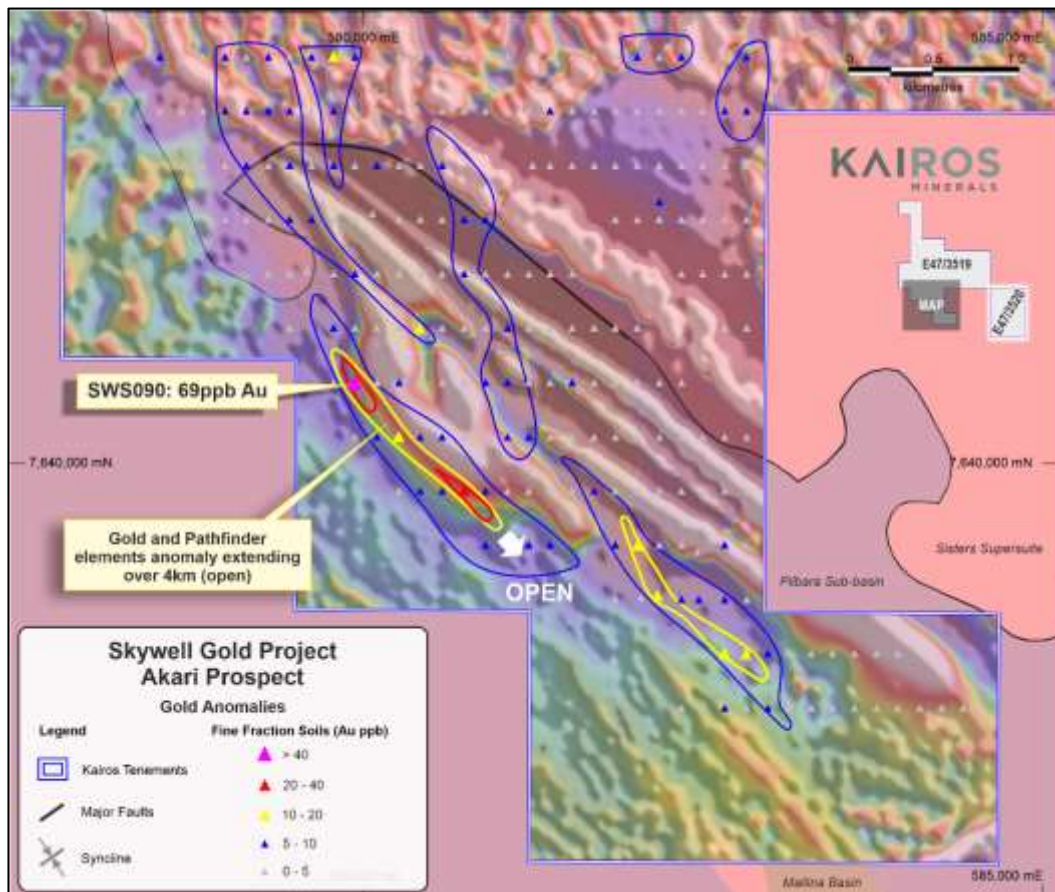 580,000 mE
585,000 mE
0 0.5 1.0
kilometres
KAIROS
MINERALS
E47/3519
MAP
E47/3520
SWS090: 69ppb Au
7,640,000 mN
7,640,000 mN
Gold and Pathfinder
elements anomaly extending
over 4km (open)
Sisters Supersuite
Pilbara Sub-basin
OPEN
Skywell Gold Project
Akari Prospect
Gold Anomalies
Legend
Fine Fraction Soils (Au ppb)
Kairos Tenements
Major Faults
Syncline
> 40
20 - 40
10 - 20
5 - 10
0 - 5
Mallina Basin
585,000 mE